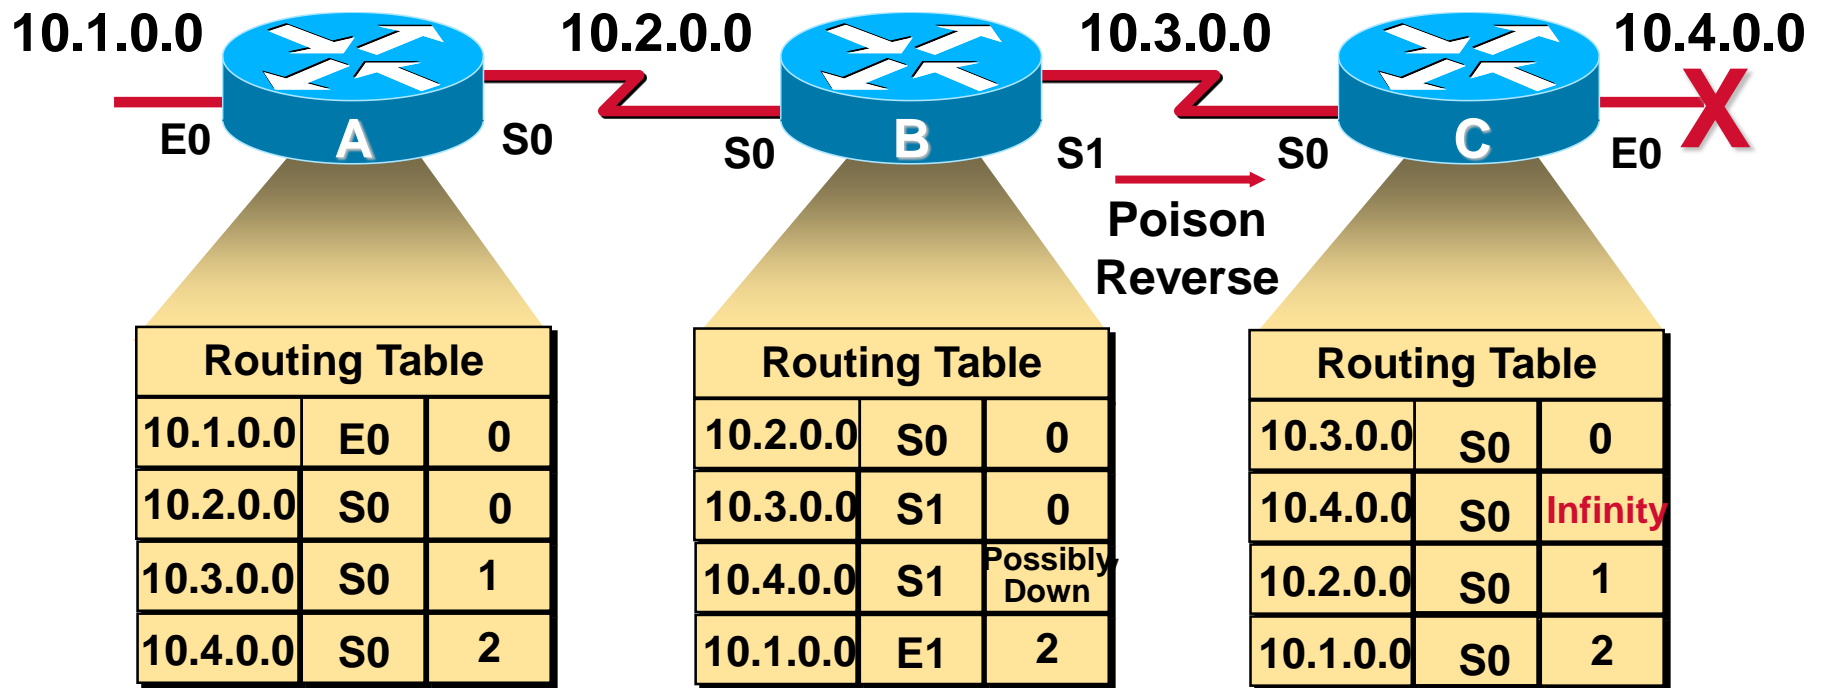 10.1.0.0 10.2.0.0 10.3.0.0 10.4.0.0
E0 A S0 S0 B S1 S0 C E0 X
Poison
Reverse
Routing Table
10.1.0.0 E0 0
10.2.0.0 S0 0
10.3.0.0 S0 1
10.4.0.0 S0 2
Routing Table
10.2.0.0 S0 0
10.3.0.0 S1 0
10.4.0.0 S1 Possibly,
Down
10.1.0.0 E1 2
Routing Table
10.3.0.0 S0 0
10.4.0.0 S0 Infinity
10.2.0.0 S0 1
10.1.0.0 S0 2